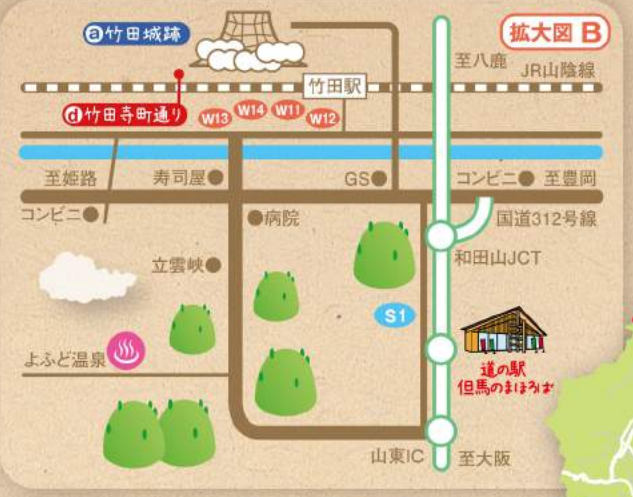 ⓐ竹田城跡
拡大図 B
至八鹿
JR山陰線
竹田駅
ⓓ竹田寺町通り
W13
W14
W11
W12
至姫路
寿司屋
GS
コンビニ
至豊岡
コンビニ
病院
国道312号線
立雲峡
和田山JCT
S1
よふど温泉
道の駅
但馬のまほろば
山東IC
至大阪